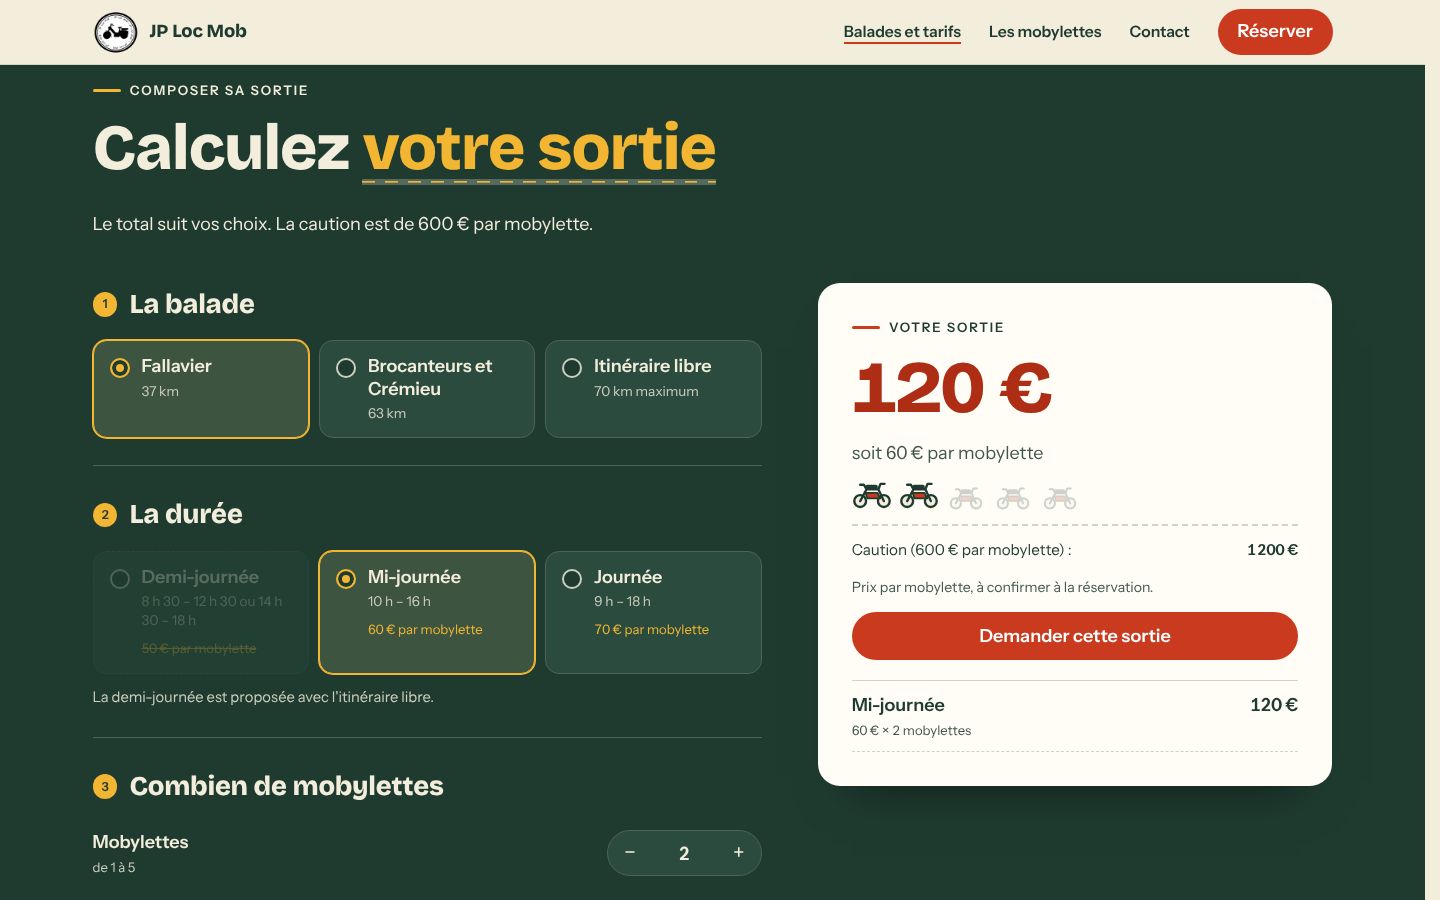 JP Loc Mob
Balades et tarifs
Les mobylettes
Contact
Réserver
COMPOSER SA SORTIE
Calculez votre sortie
Le total suit vos choix. La caution est de 600 € par mobylette.
1 La balade
Fallavier
37 km
Brocanteurs et
Crémieu
63 km
Itinéraire libre
70 km maximum
2 La durée
Demi-journée
8 h 30 – 12 h 30 ou 14 h
30 – 18 h
50 € par mobylette
Mi-journée
10 h – 16 h
60 € par mobylette
Journée
9 h – 18 h
70 € par mobylette
La demi-journée est proposée avec l'itinéraire libre.
3 Combien de mobylettes
Mobylettes
de 1 à 5
− 2 +
VOTRE SORTIE
120 €
soit 60 € par mobylette
Caution (600 € par mobylette) : 1 200 €
Prix par mobylette, à confirmer à la réservation.
Demander cette sortie
Mi-journée 120 €
60 € × 2 mobylettes